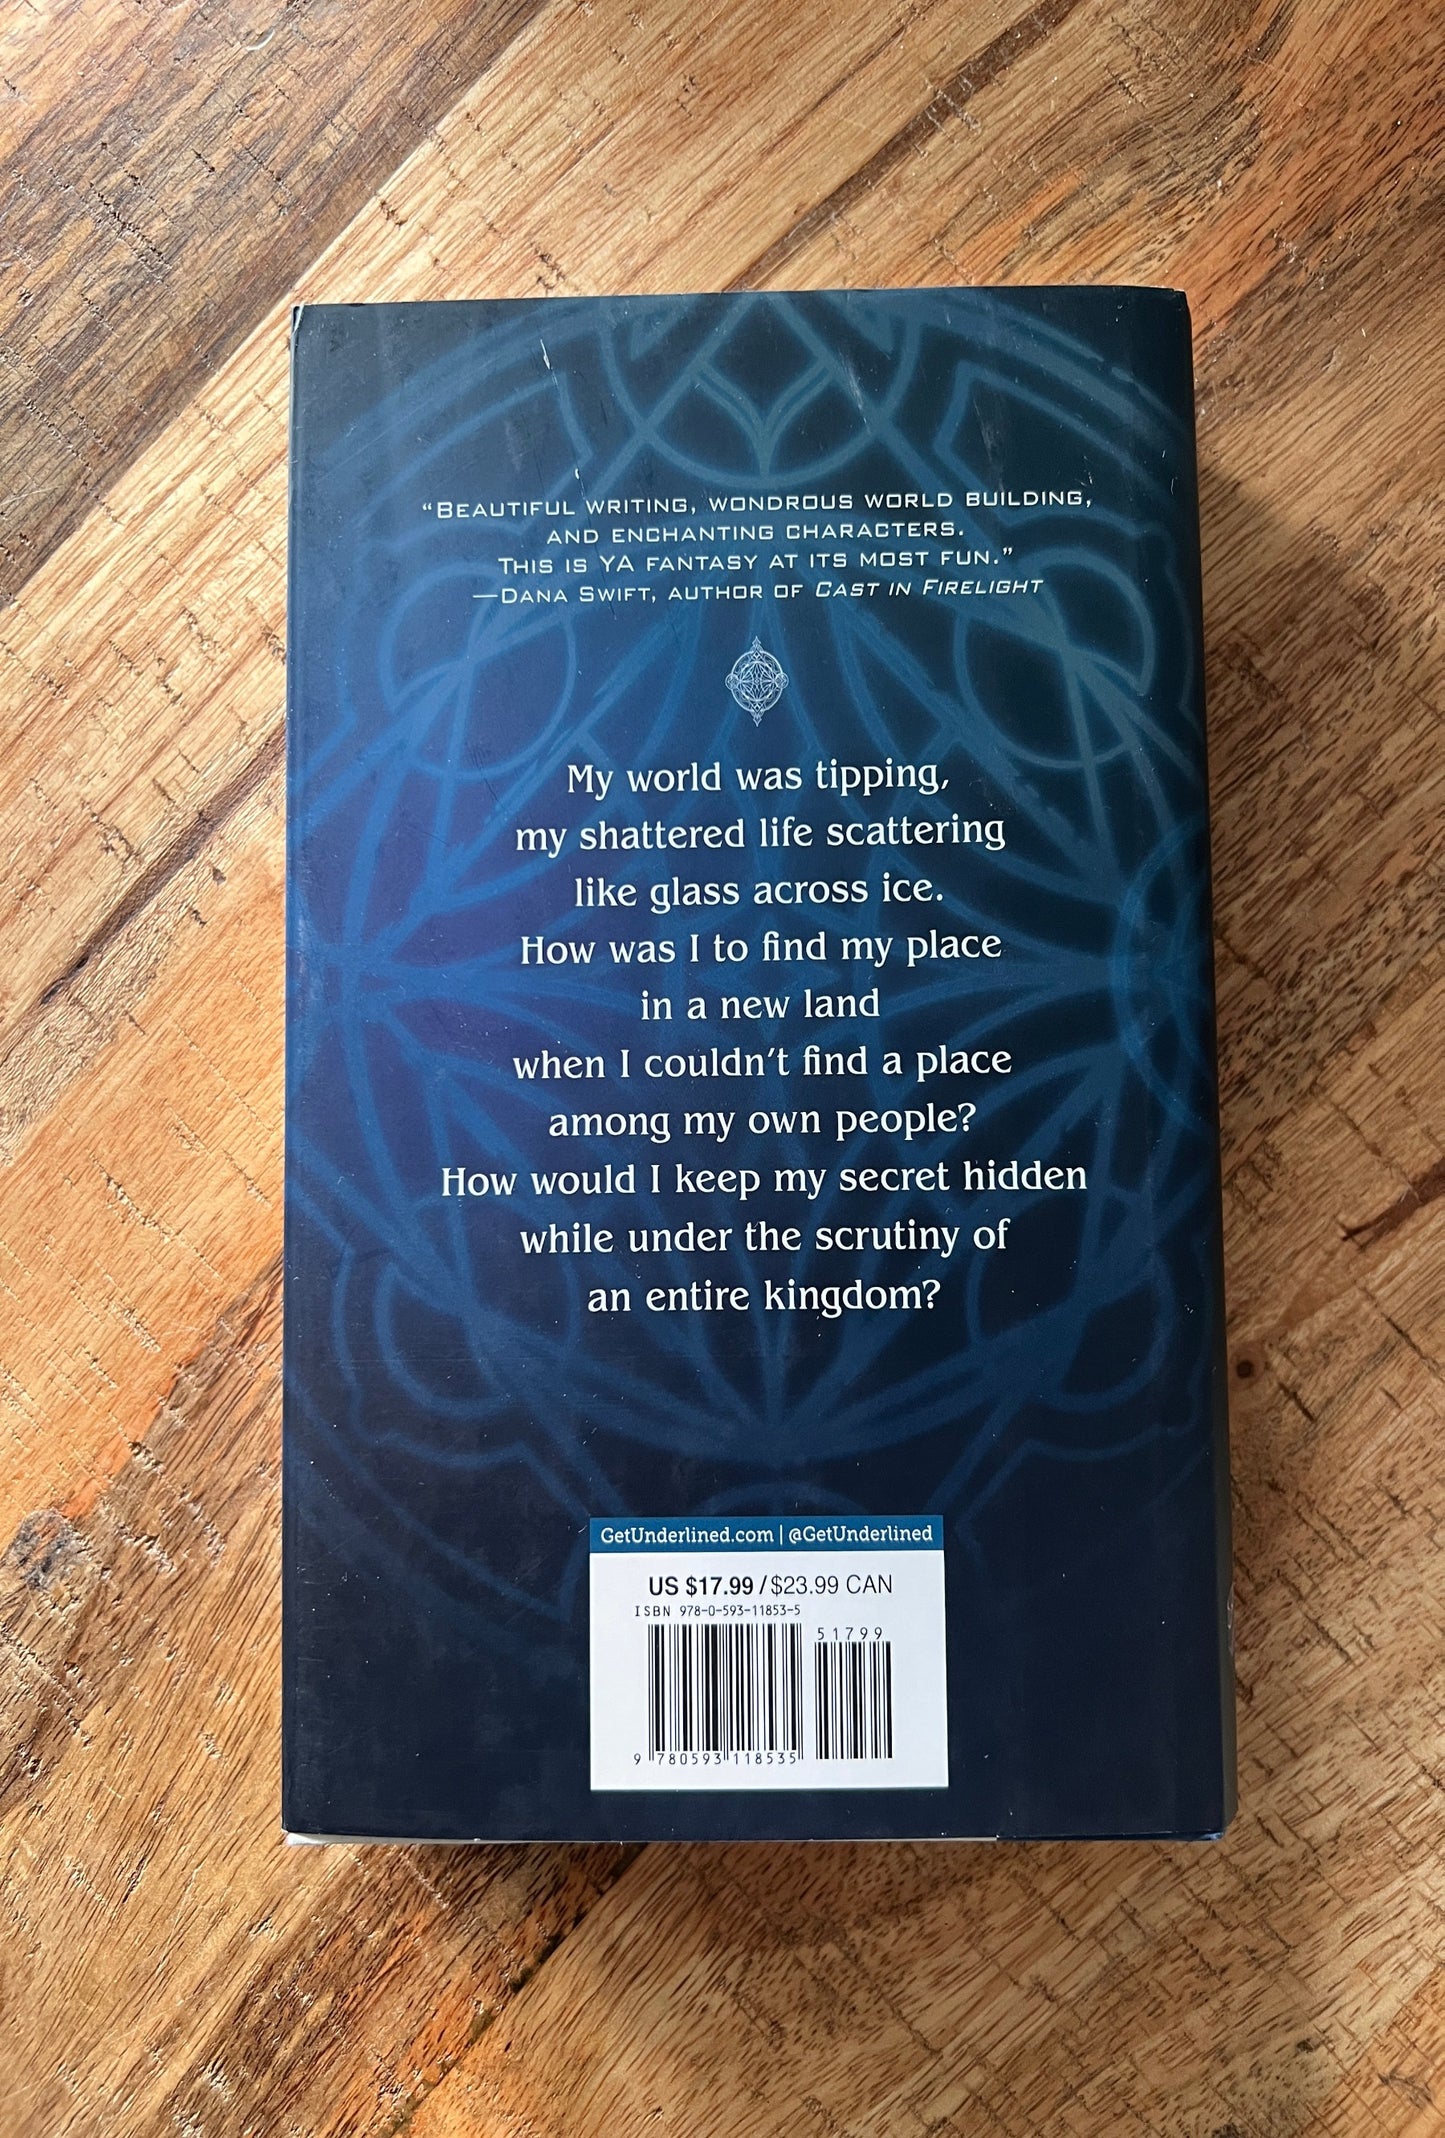 “Beautiful writing, wondrous world building,
and enchanting characters.
This is YA fantasy at its most fun.”
—Dana Swift, author of Cast in Firelight
My world was tipping,
my shattered life scattering
like glass across ice.
How was I to find my place
in a new land
when I couldn’t find a place
among my own people?
How would I keep my secret hidden
while under the scrutiny of
an entire kingdom?
GetUnderlined.com | @GetUnderlined
US $17.99 / $23.99 CAN
ISBN 978-0-593-11853-5
51799
9 780593 118535